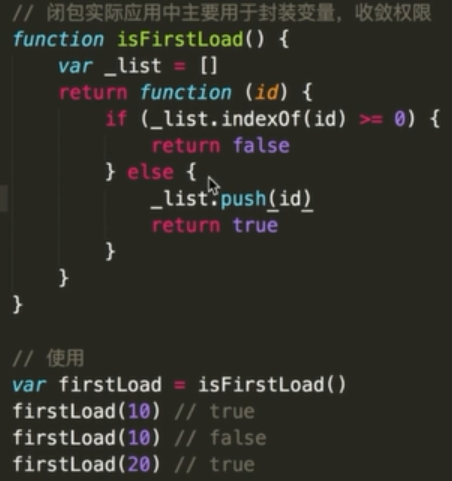 // 闭包实际应用中主要用于封装变量，收敛权限
function isFirstLoad() {
    var _list = []
    return function (id) {
        if (_list.indexOf(id) >= 0) {
            return false
        } else {
            _list.push(id)
            return true
        }
    }
}

// 使用
var firstLoad = isFirstLoad()
firstLoad(10) // true
firstLoad(10) // false
firstLoad(20) // true